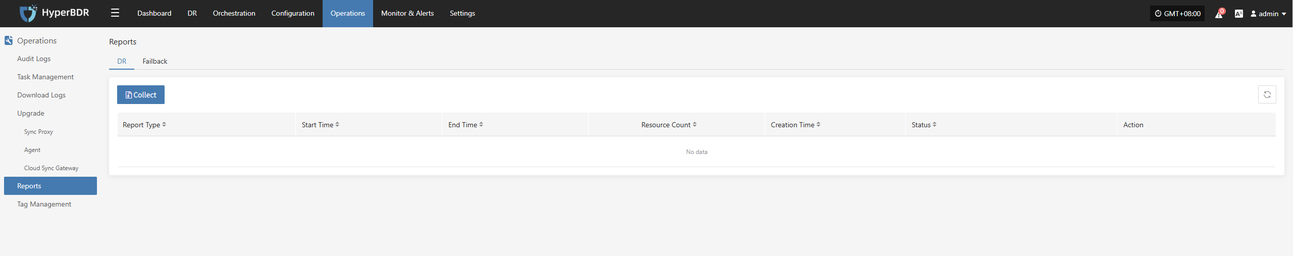 HyperBDR
Dashboard DR Orchestration Configuration Operations Monitor & Alerts Settings
GMT+08:00 0 admin
Operations
Audit Logs
Task Management
Download Logs
Upgrade
Sync Proxy
Agent
Cloud Sync Gateway
Reports
Tag Management
Reports
DR Failback
Collect
Report Type Start Time End Time Resource Count Creation Time Status Action
No data